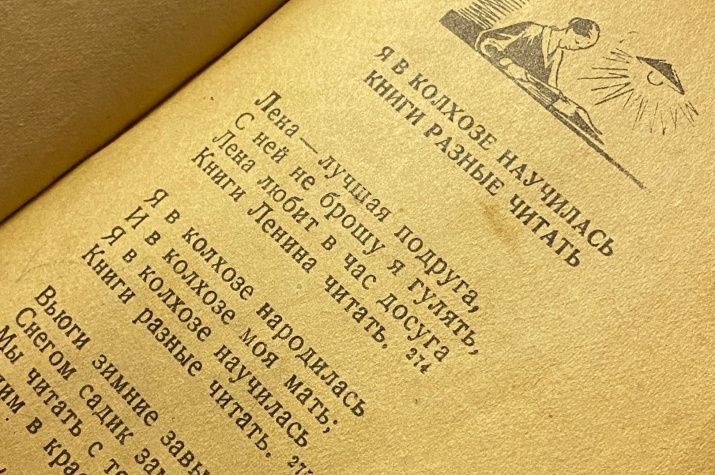 Я В КОЛХОЗЕ НАУЧИЛАСЬ
КНИГИ РАЗНЫЕ ЧИТАТЬ
Лена — лучшая подруга,
С ней не брошу я гулять,
Лена любит в час досуга
Книги Ленина читать. 274
Я в колхозе народилась
И в колхозе моя мать;
Я в колхозе научилась
Книги разные читать.
Вьюги зимние
Снегом садик
Мы читать с
в